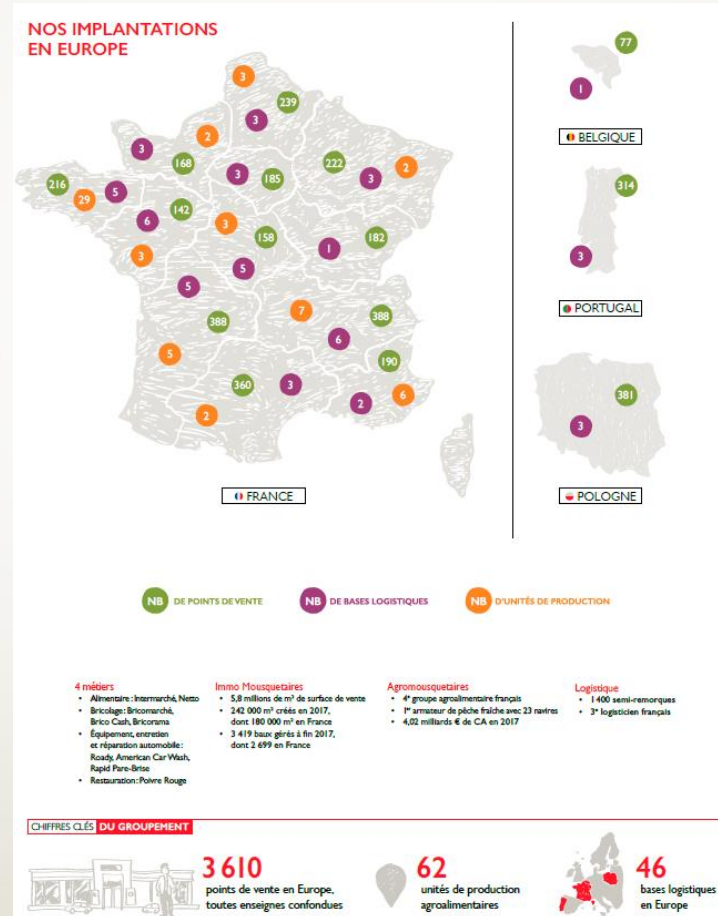 NOS IMPLANTATIONS
EN EUROPE
3
239
3
2
3
168
3
185
222
3
2
216
29
5
142
6
3
158
1
182
3
5
5
388
7
388
6
5
190
360
3
2
6
2
FRANCE
77
1
BELGIQUE
314
3
PORTUGAL
381
3
POLOGNE
NB DE POINTS DE VENTE
NB DE BASES LOGISTIQUES
NB D'UNITÉS DE PRODUCTION
4 métiers
• Alimentaire : Intermarché, Netto
• Bricolage : Bricomarché,
Brico Cash, Bricorama
• Équipement, entretien
et réparation automobile :
Roady, American Car Wash,
Rapid Pare-Brise
• Restauration : Poivre Rouge
Immo Mousquetaires
• 5,8 millions de m² de surface de vente
• 242 000 m² créés en 2017,
dont 180 000 m² en France
• 3 419 baux gérés à fin 2017,
dont 2 699 en France
Agromousquetaires
• 4e groupe agroalimentaire français
• 1er armateur de pêche fraîche avec 23 navires
• 4,02 milliards € de CA en 2017
Logistique
• 1 400 semi-remorques
• 3e logisticien français
CHIFFRES CLÉS DU GROUPEMENT
3 610
points de vente en Europe,
toutes enseignes confondues
62
unités de production
agroalimentaires
46
bases logistiques
en Europe